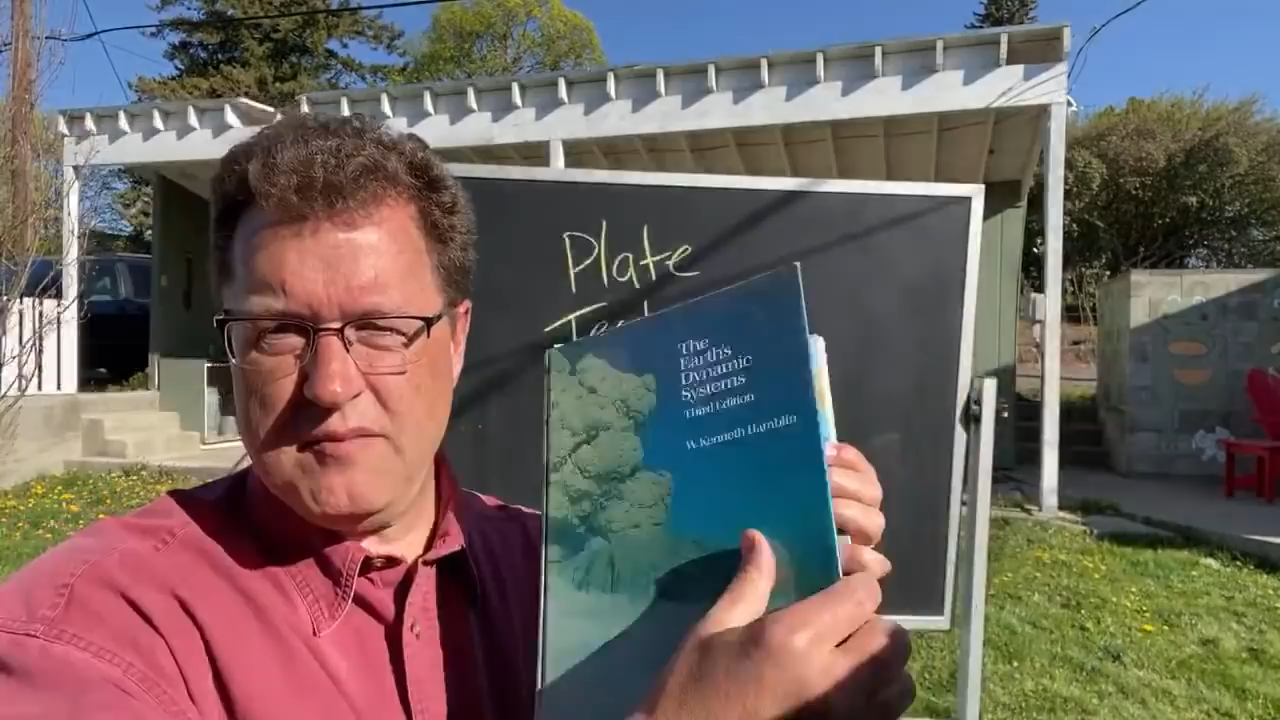 Plate
The
Earth's
Dynamic
Systems
Third Edition
W. Kenneth Hamblin